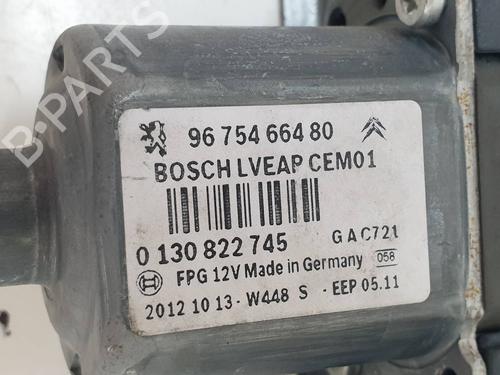 96 754 664 80
BOSCH LVEAP CEM01
0 130 822 745 GAC721
FPG 12V Made in Germany 058
2012 10 13 - W448 S - EEP 05.11
B-PARTS